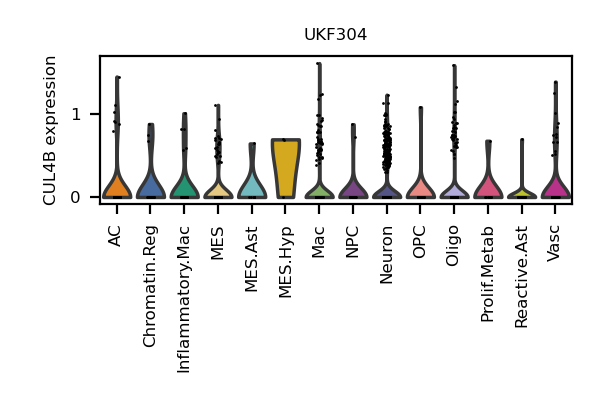 UKF304
CUL4B expression
1
0
AC
Chromatin.Reg
Inflammatory.Mac
MES
MES.Ast
MES.Hyp
Mac
NPC
Neuron
OPC
Oligo
Prolif.Metab
Reactive.Ast
Vasc